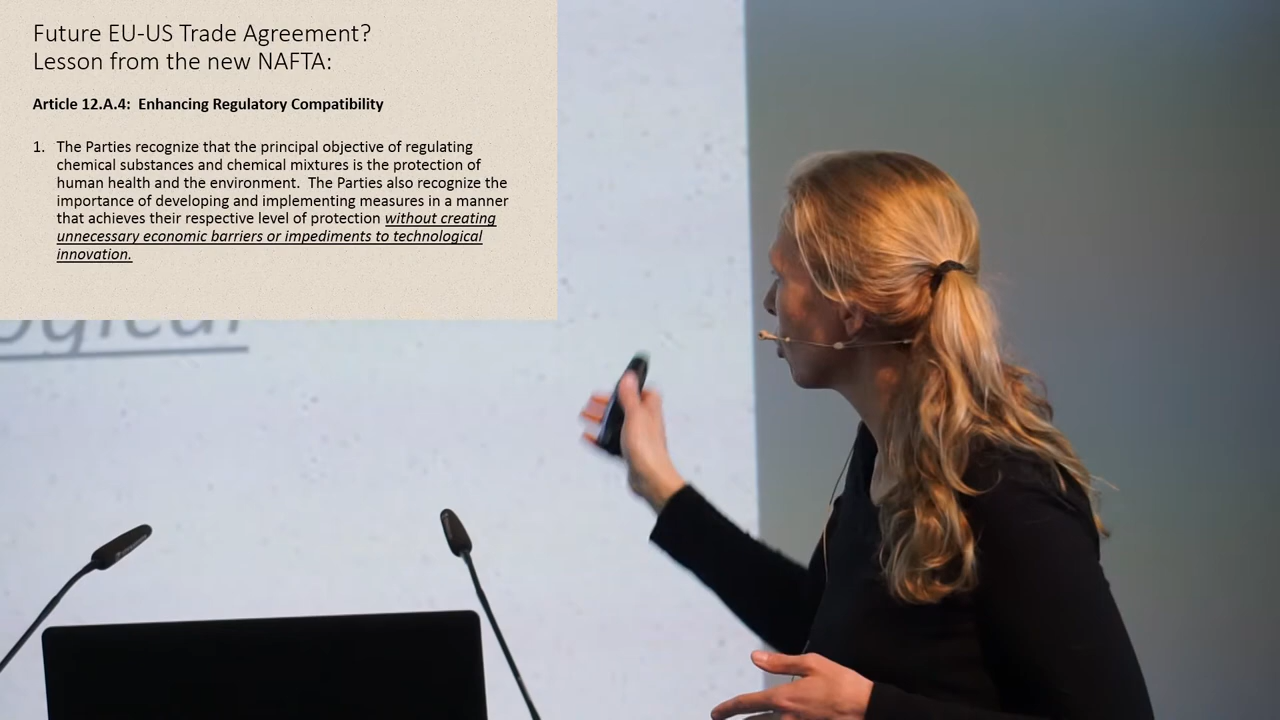 Future EU-US Trade Agreement?
Lesson from the new NAFTA:
Article 12.A.4: Enhancing Regulatory Compatibility
1. The Parties recognize that the principal objective of regulating
chemical substances and chemical mixtures is the protection of
human health and the environment. The Parties also recognize the
importance of developing and implementing measures in a manner
that achieves their respective level of protection without creating
unnecessary economic barriers or impediments to technological
innovation.